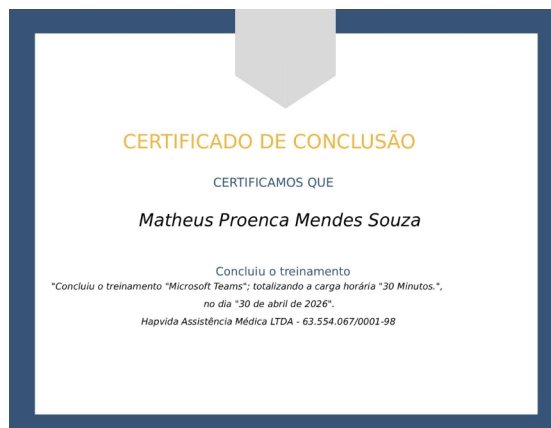 CERTIFICADO DE CONCLUSÃO
CERTIFICAMOS QUE
Matheus Proenca Mendes Souza
Concluiu o treinamento
"Concluiu o treinamento "Microsoft Teams"; totalizando a carga horária "30 Minutos.",
no dia "30 de abril de 2026".
Hapvida Assistência Médica LTDA - 63.554.067/0001-98